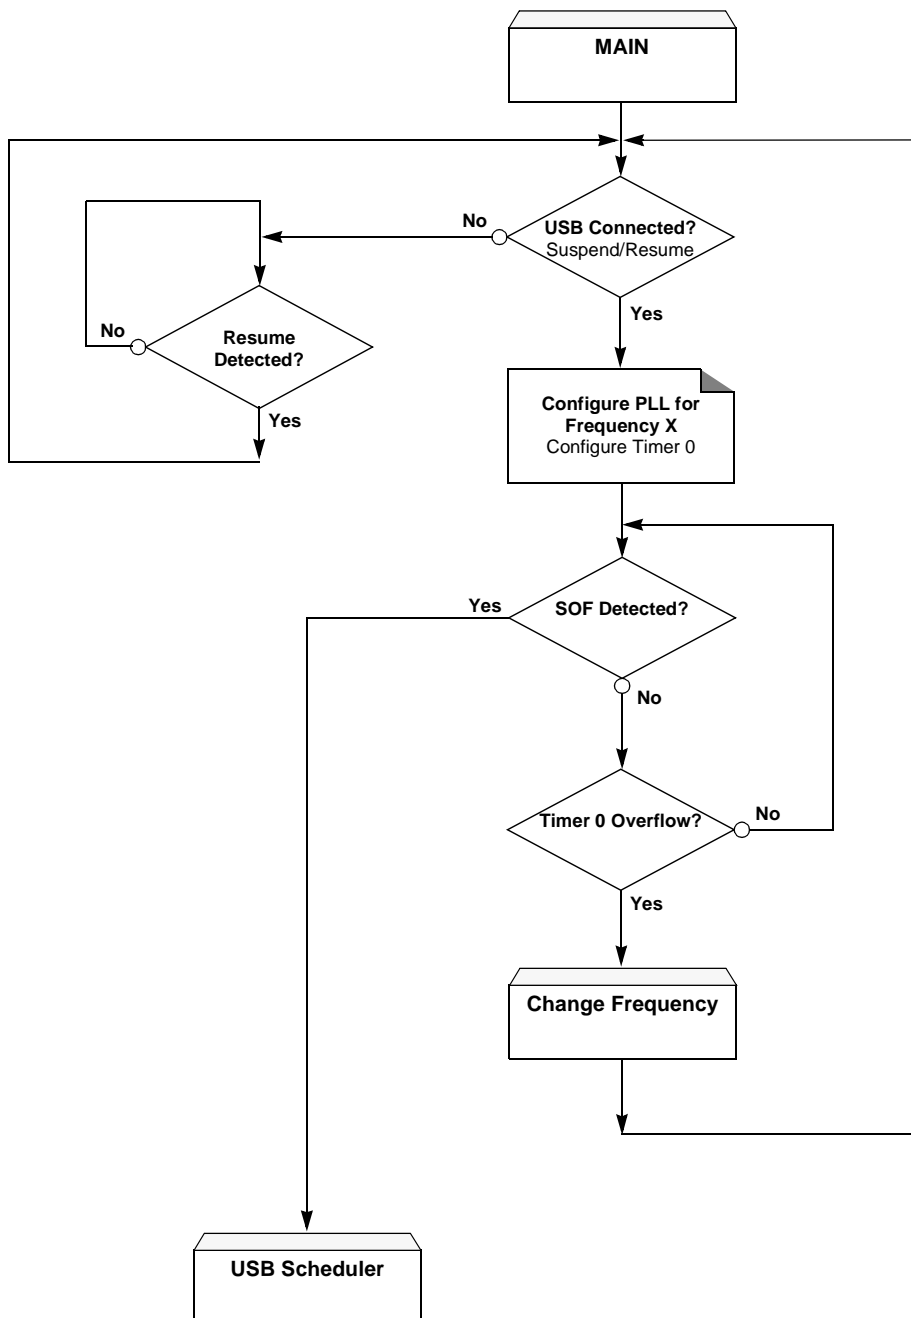 MAIN
No
USB Connected?
Suspend/Resume
Yes
No
Resume
Detected?
Yes
Configure PLL for
Frequency X
Configure Timer 0
Yes
SOF Detected?
No
Timer 0 Overflow?
No
Yes
Change Frequency
USB Scheduler